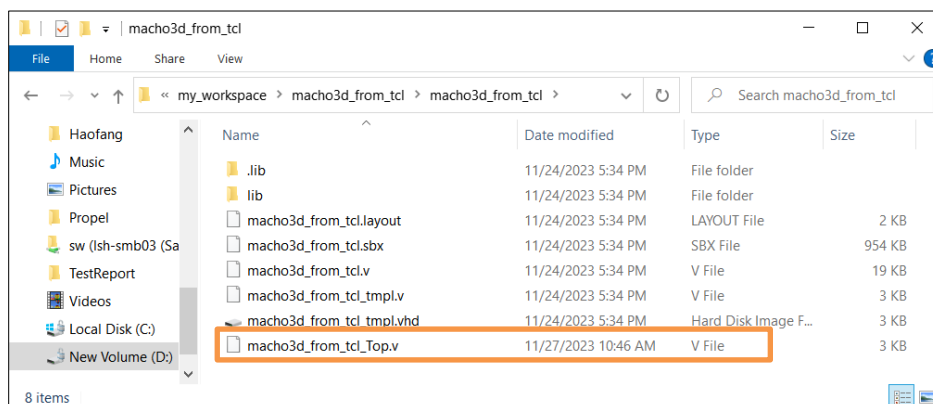 macho3d_from_tcl
File Home Share View
« my_workspace > macho3d_from_tcl > macho3d_from_tcl > Search macho3d_from_tcl
Name Date modified Type Size
Haofang
Music
Pictures
Propel
sw (lsh-smb03 (Sa
TestReport
Videos
Local Disk (C:)
New Volume (D:)
.lib 11/24/2023 5:34 PM File folder
lib 11/24/2023 5:34 PM File folder
macho3d_from_tcl.layout 11/24/2023 5:34 PM LAYOUT File 2 KB
macho3d_from_tcl.sbx 11/24/2023 5:34 PM SBX File 954 KB
macho3d_from_tcl.v 11/24/2023 5:34 PM V File 19 KB
macho3d_from_tcl_tmpl.v 11/24/2023 5:34 PM V File 3 KB
macho3d_from_tcl_tmpl.vhd 11/24/2023 5:34 PM Hard Disk Image F... 3 KB
macho3d_from_tcl_Top.v 11/27/2023 10:46 AM V File 3 KB
8 items